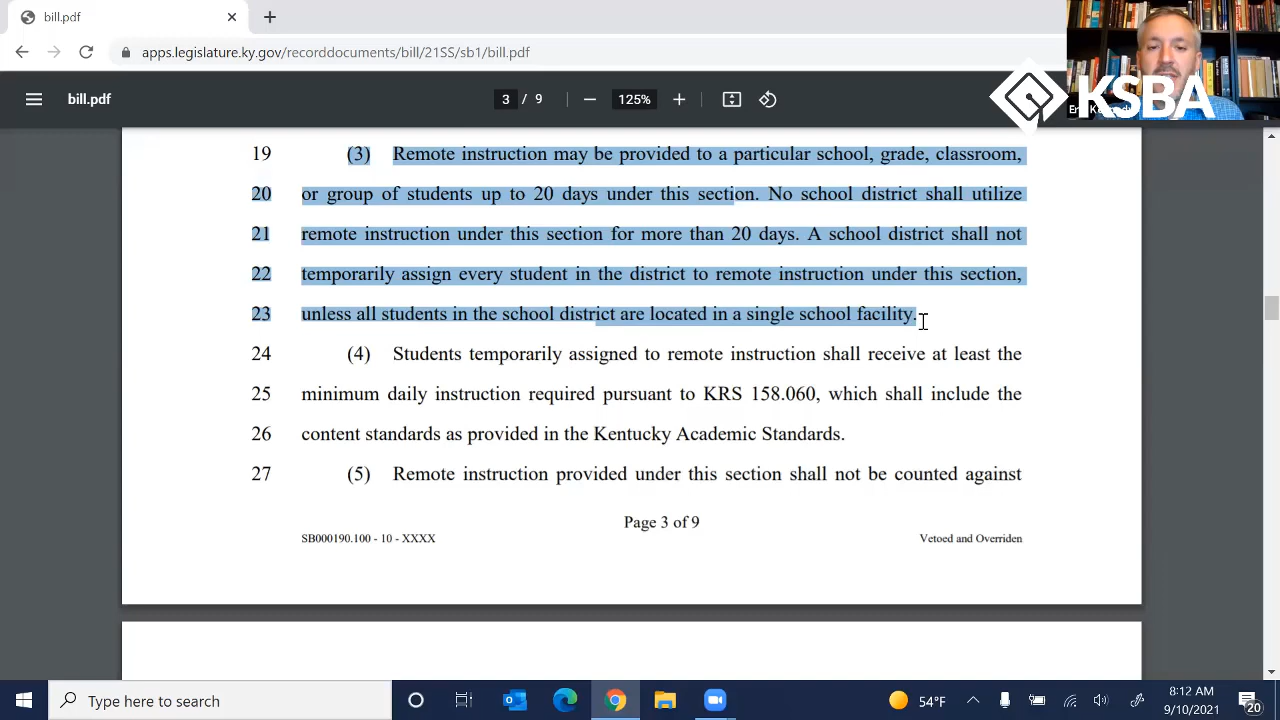 bill.pdf
apps.legislature.ky.gov/recorddocuments/bill/21SS/sb1/bill.pdf
bill.pdf
3 / 9
125%
KSBA
19 (3) Remote instruction may be provided to a particular school, grade, classroom,
20 or group of students up to 20 days under this section. No school district shall utilize
21 remote instruction under this section for more than 20 days. A school district shall not
22 temporarily assign every student in the district to remote instruction under this section,
23 unless all students in the school district are located in a single school facility.
24 (4) Students temporarily assigned to remote instruction shall receive at least the
25 minimum daily instruction required pursuant to KRS 158.060, which shall include the
26 content standards as provided in the Kentucky Academic Standards.
27 (5) Remote instruction provided under this section shall not be counted against
Page 3 of 9
SB000190.100 - 10 - XXXX Vetoed and Overriden
Type here to search
54°F
8:12 AM
9/10/2021
20